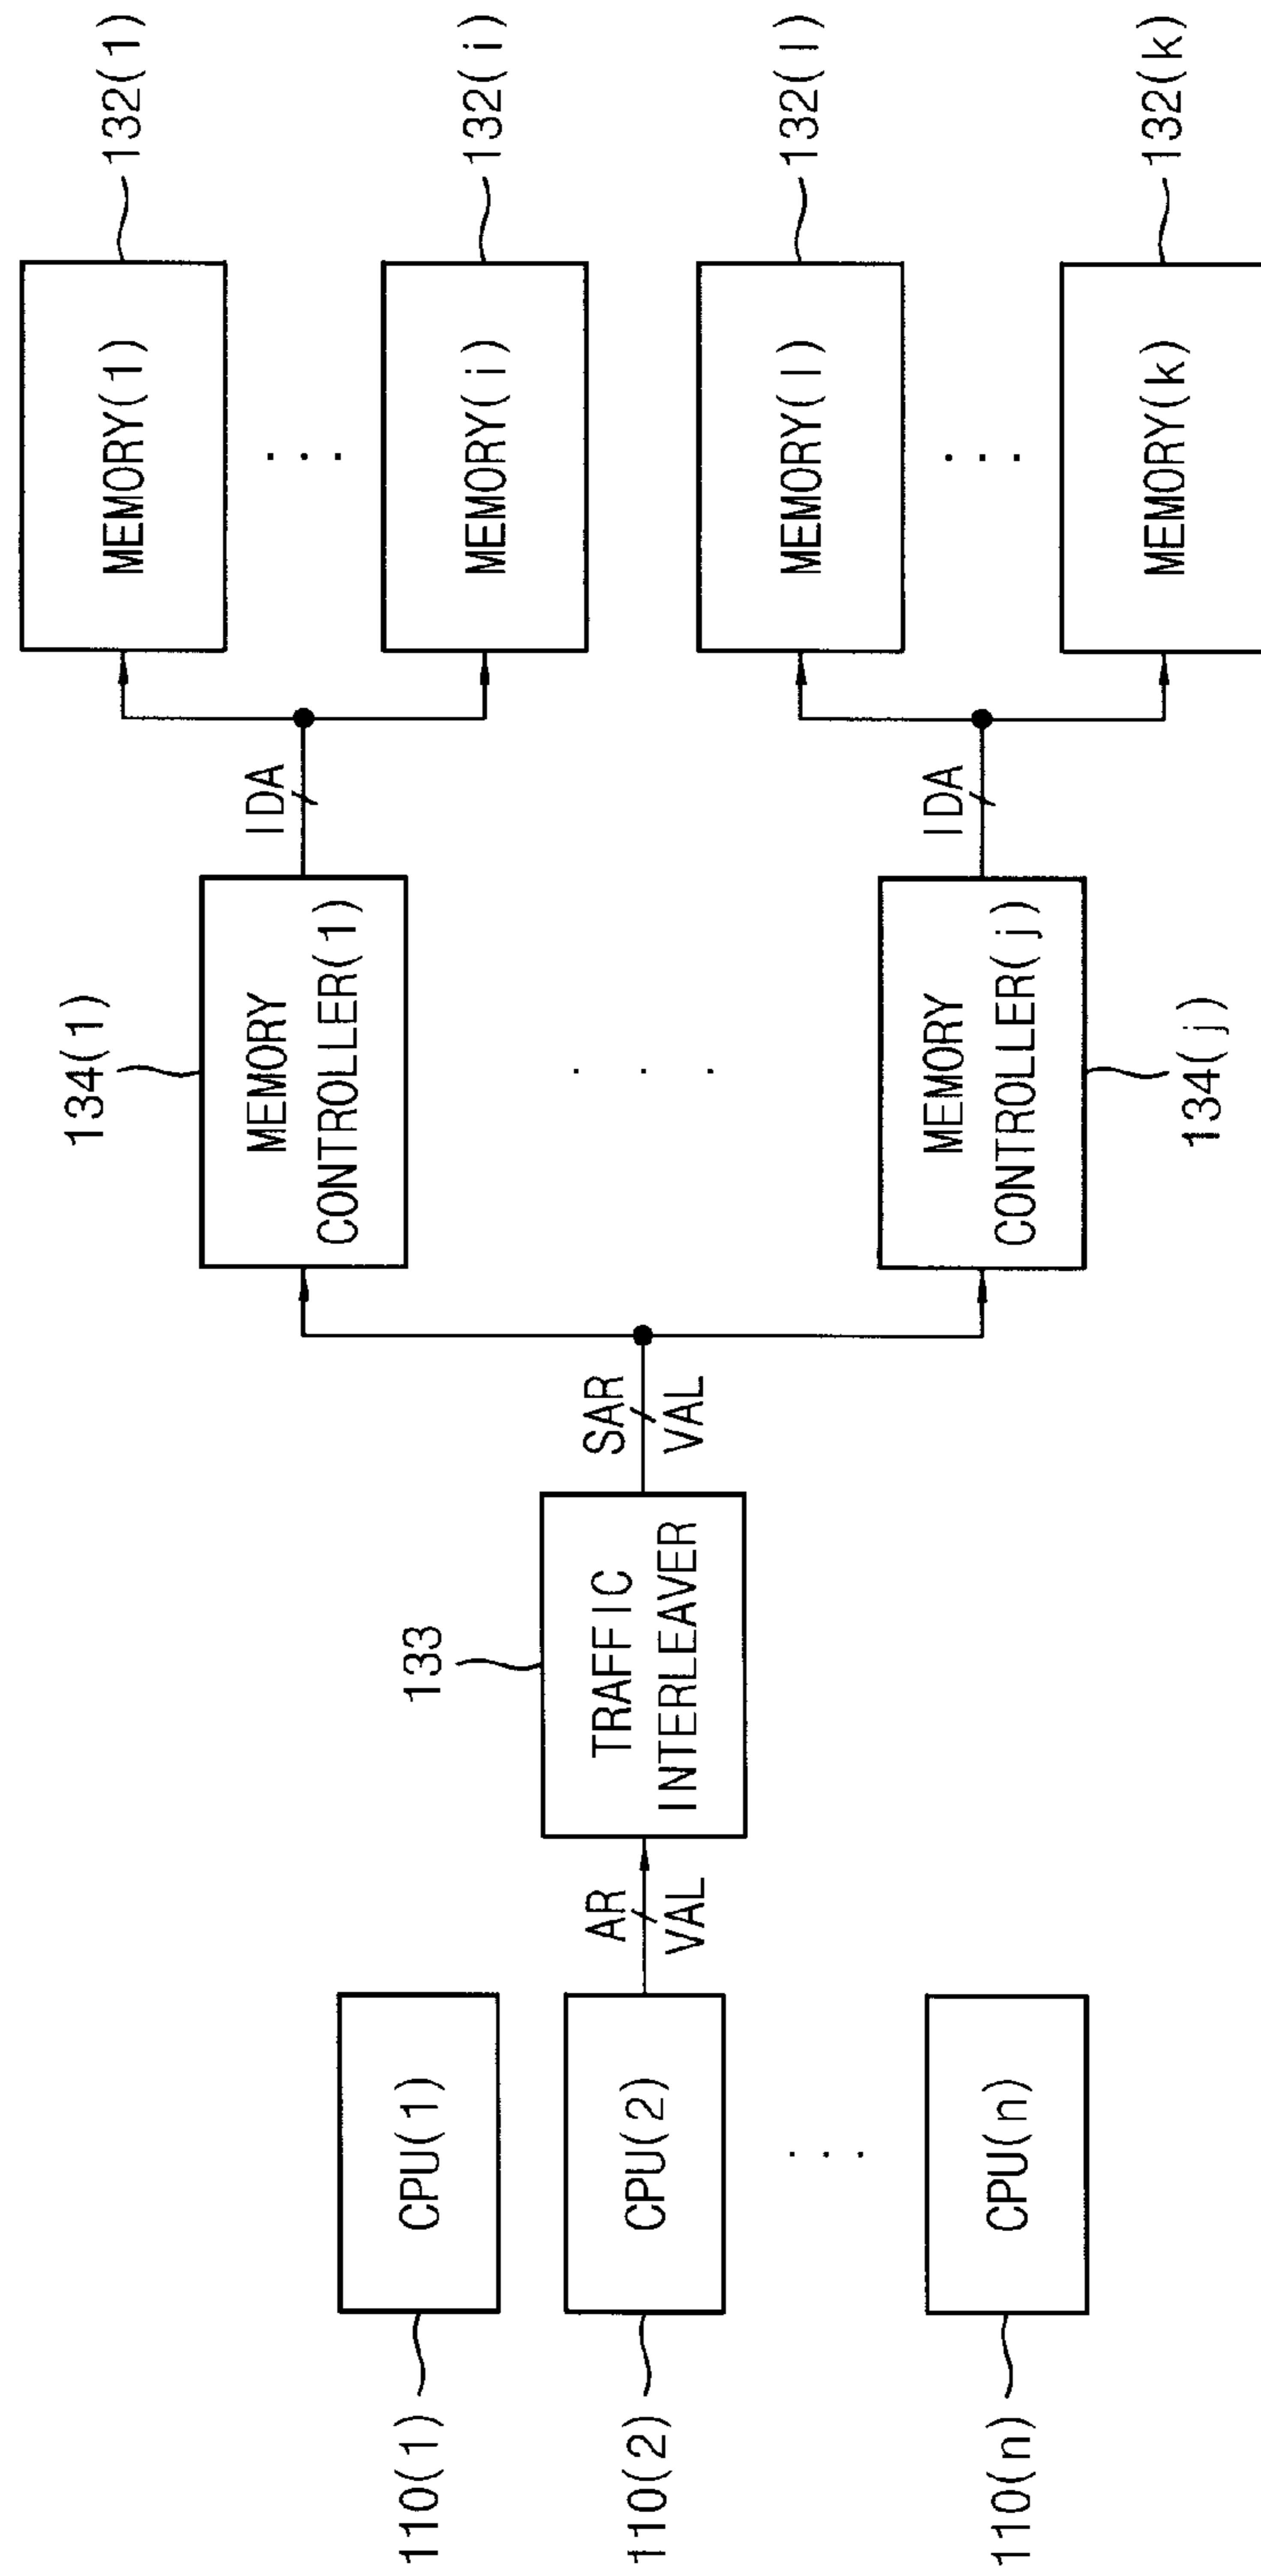 110(1)
CPU(1)
110(2)
CPU(2)
. . .
110(n)
CPU(n)
AR
VAL
133
TRAFFIC
INTERLEAVER
SAR
VAL
134(1)
MEMORY
CONTROLLER(1)
. . .
134(j)
MEMORY
CONTROLLER(j)
IDA
IDA
MEMORY(1)
132(1)
. . .
MEMORY(i)
132(i)
MEMORY(l)
132(l)
. . .
MEMORY(k)
132(k)